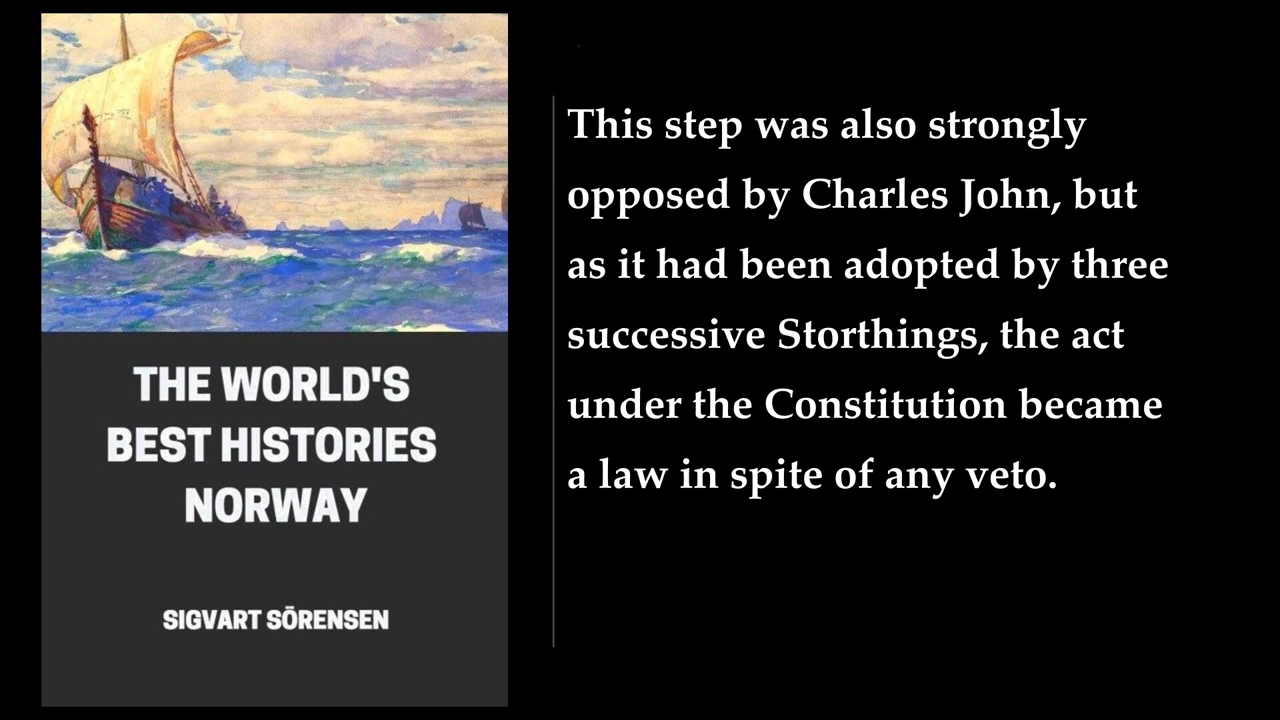 THE WORLD'S
BEST HISTORIES
NORWAY
SIGVART SÖRENSEN
This step was also strongly
opposed by Charles John, but
as it had been adopted by three
successive Storthings, the act
under the Constitution became
a law in spite of any veto.